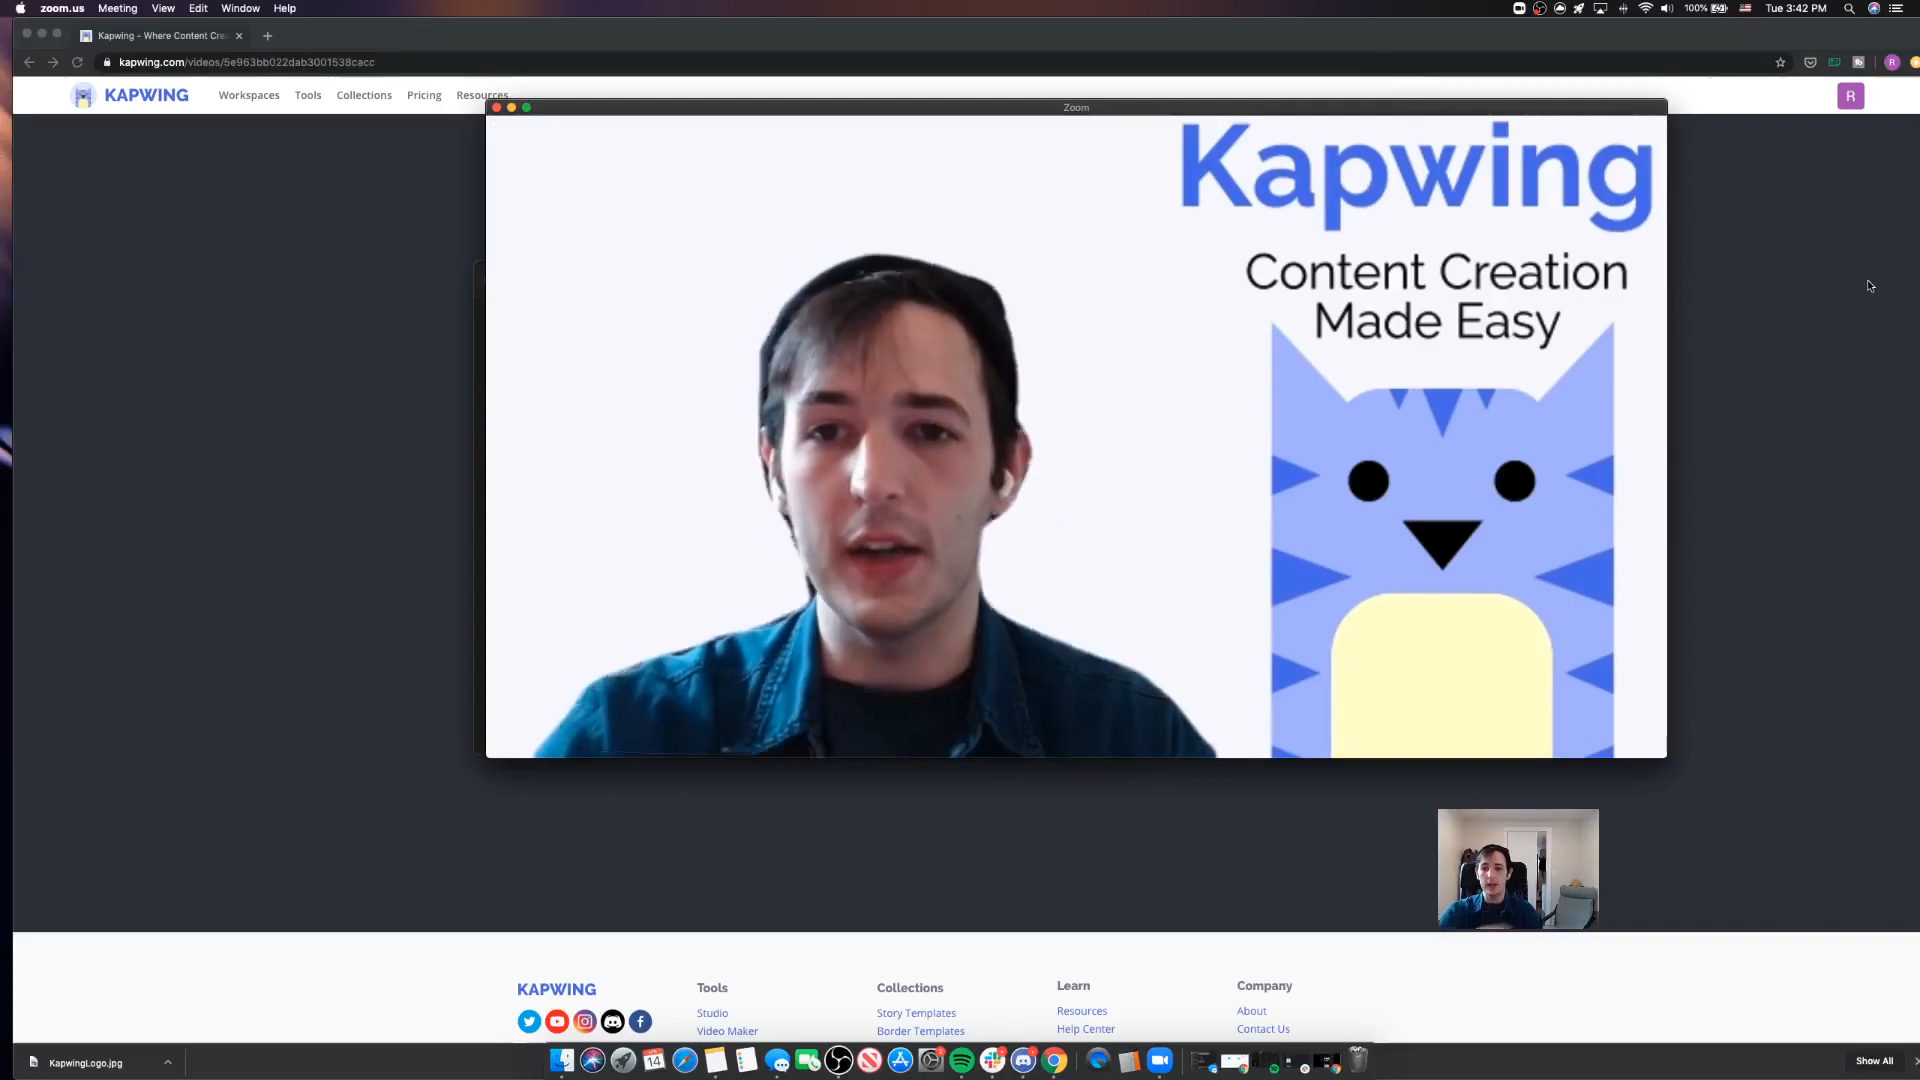 zoom.us Meeting View Edit Window Help
100% Tue 3:42 PM
Kapwing - Where Content Cre
kapwing.com/videos/5e963bb022dab3001538cacc
R
KAPWING Workspaces Tools Collections Pricing Resources
R
Zoom
Kapwing
Content Creation
Made Easy
KAPWING
Tools
Studio
Video Maker
Collections
Story Templates
Border Templates
Learn
Resources
Help Center
Company
About
Contact Us
KapwingLogo.jpg
14
Show All